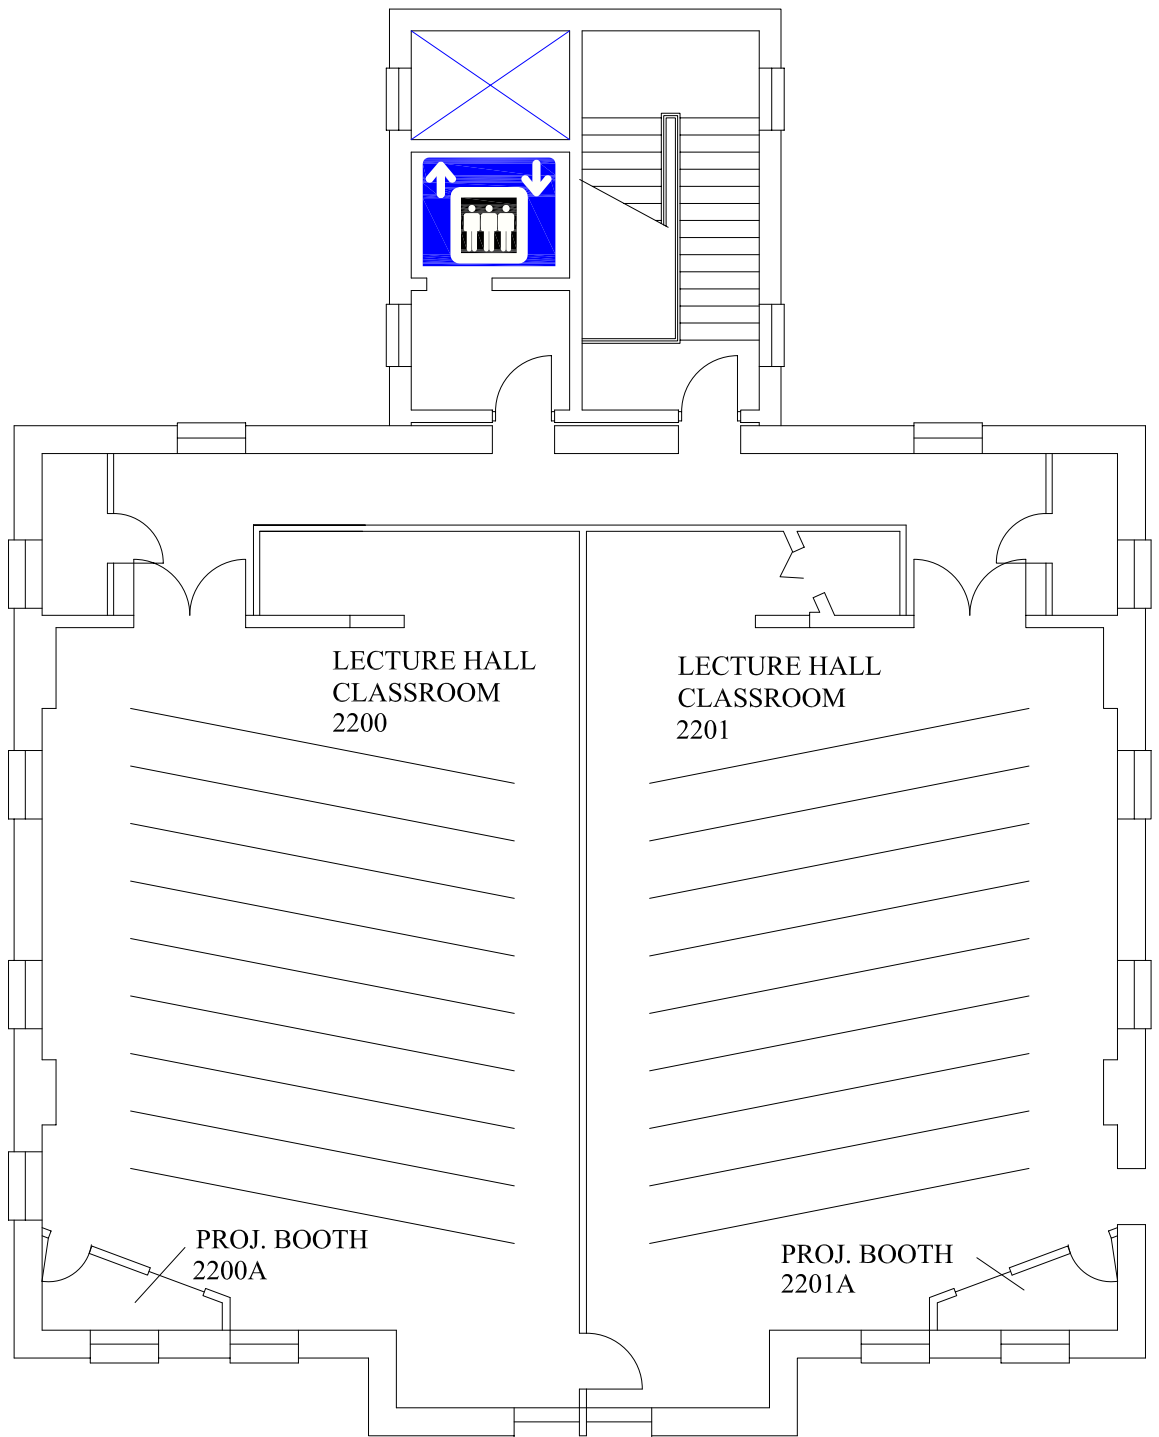 LECTURE HALL
CLASSROOM
2200
LECTURE HALL
CLASSROOM
2201
PROJ. BOOTH
2200A
PROJ. BOOTH
2201A